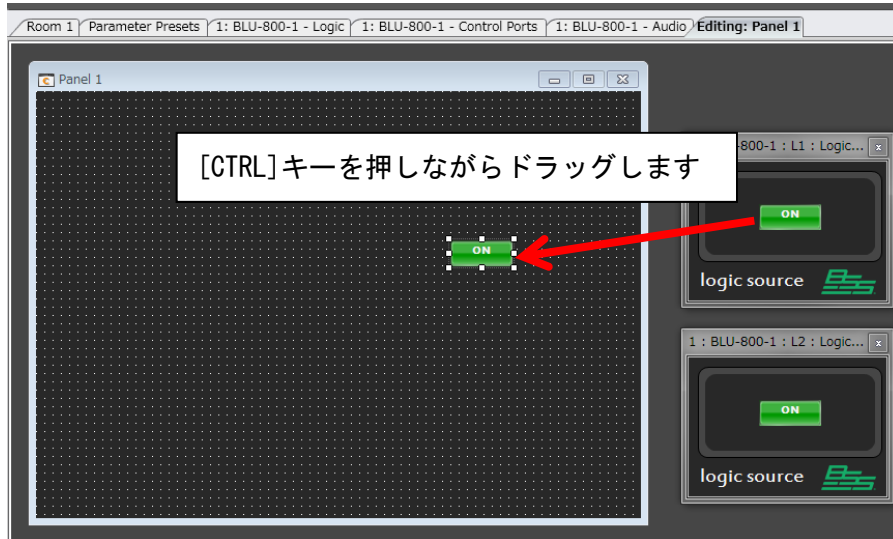 Room 1 Parameter Presets 1: BLU-800-1 - Logic 1: BLU-800-1 - Control Ports 1: BLU-800-1 - Audio Editing: Panel 1
Panel 1
[CTRL]キーを押しながらドラッグします
-800-1 : L1 : Logic...
ON
ON
logic source BSS
1 : BLU-800-1 : L2 : Logic...
ON
logic source BSS